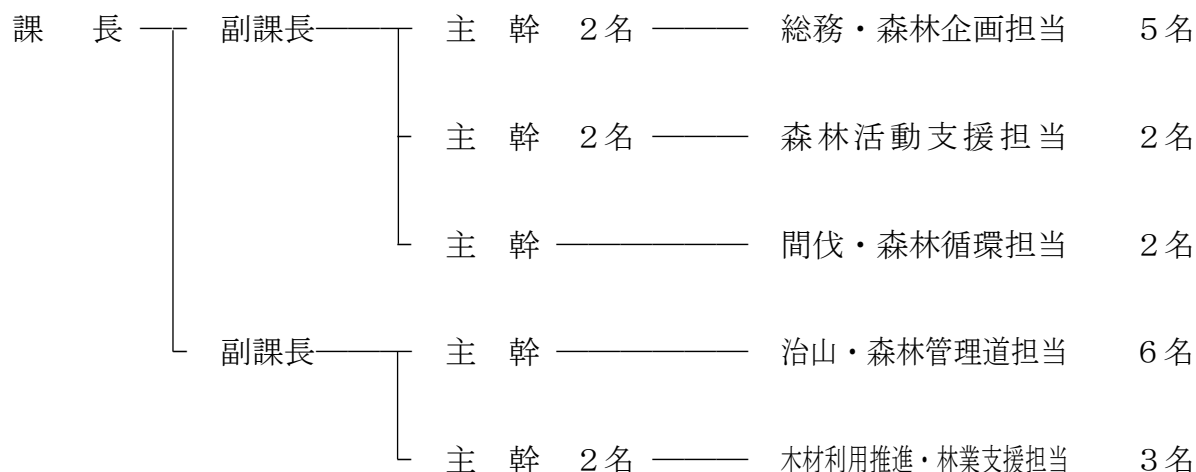 課 長 副課長 主 幹 2名 総務・森林企画担当 5名
主 幹 2名 森林活動支援担当 2名
主 幹 間伐・森林循環担当 2名
副課長 主 幹 治山・森林管理道担当 6名
主 幹 2名 木材利用推進・林業支援担当 3名